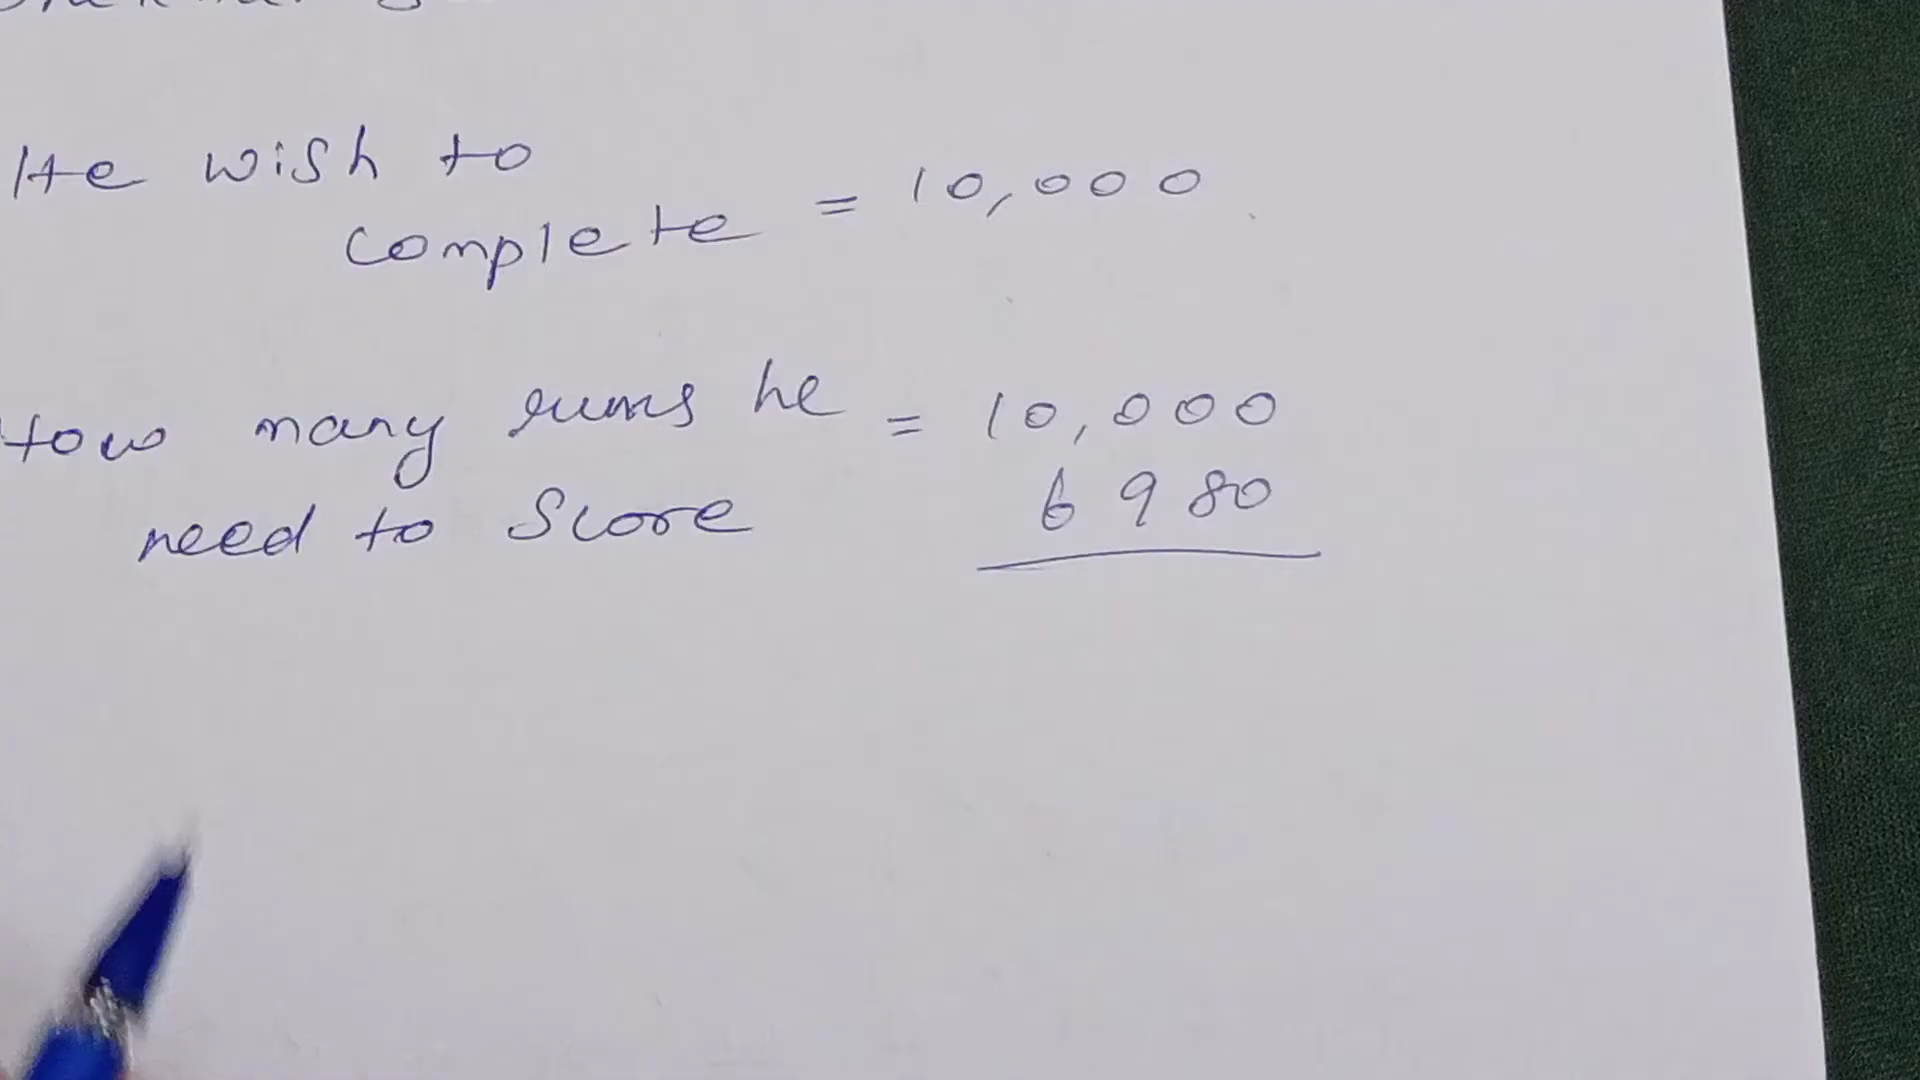 He wish to
complete = 10,000
How many runs he = 10,000
need to Score 6980